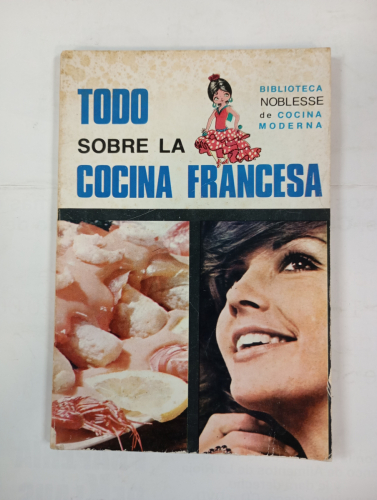 TODO
SOBRE LA
COCINA FRANCESA
BIBLIOTECA
NOBLESSE
de COCINA
MODERNA